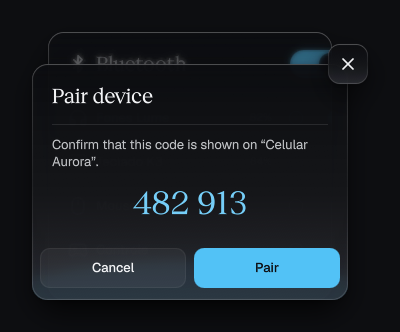 Bluetooth
Pair device
Confirm that this code is shown on “Celular
Aurora”.
482 913
Cancel
Pair